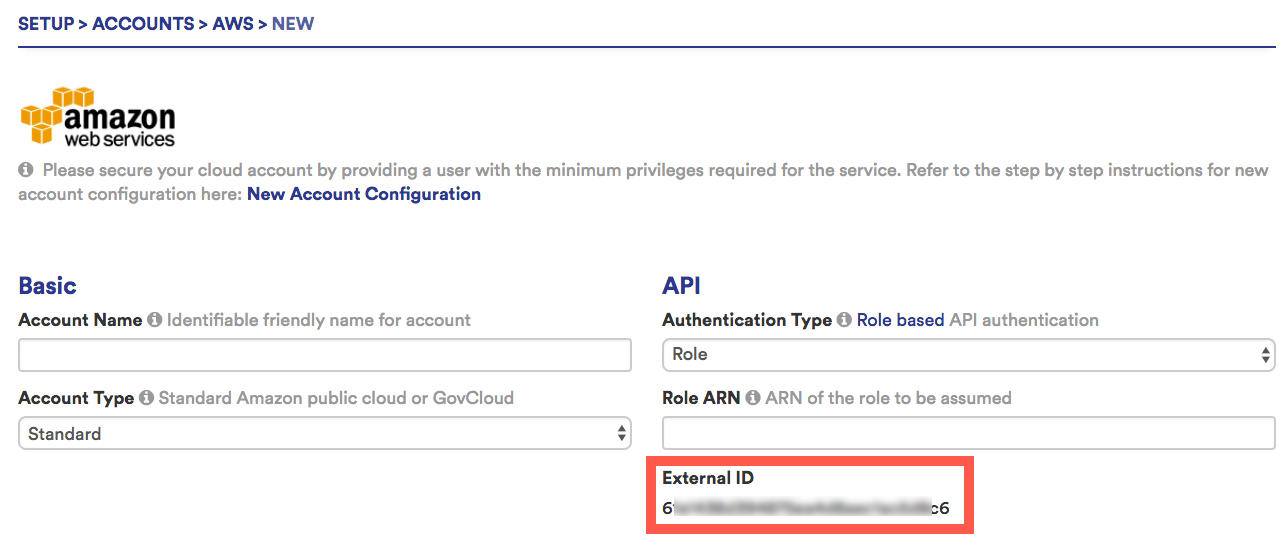 SETUP > ACCOUNTS > AWS > NEW
amazon
web services
Please secure your cloud account by providing a user with the minimum privileges required for the service. Refer to the step by step instructions for new
account configuration here: New Account Configuration
Basic
Account Name Identifiable friendly name for account
Account Type Standard Amazon public cloud or GovCloud
Standard
API
Authentication Type Role based API authentication
Role
Role ARN ARN of the role to be assumed
External ID